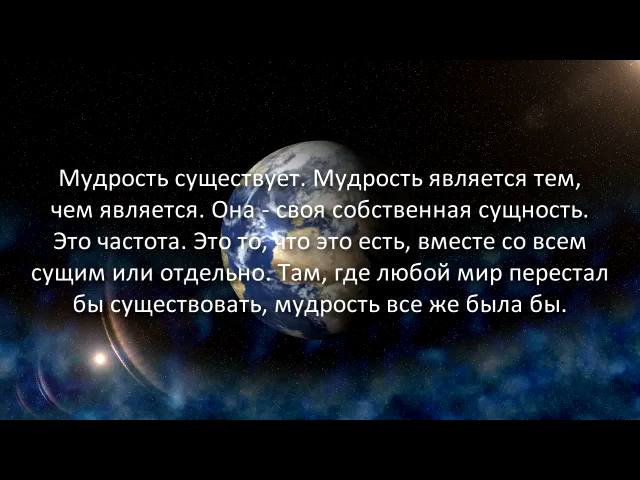 Мудрость существует. Мудрость является тем,
чем является. Она - своя собственная сущность.
Это частота. Это то, что это есть, вместе со всем
сущим или отдельно. Там, где любой мир перестал
бы существовать, мудрость все же была бы.